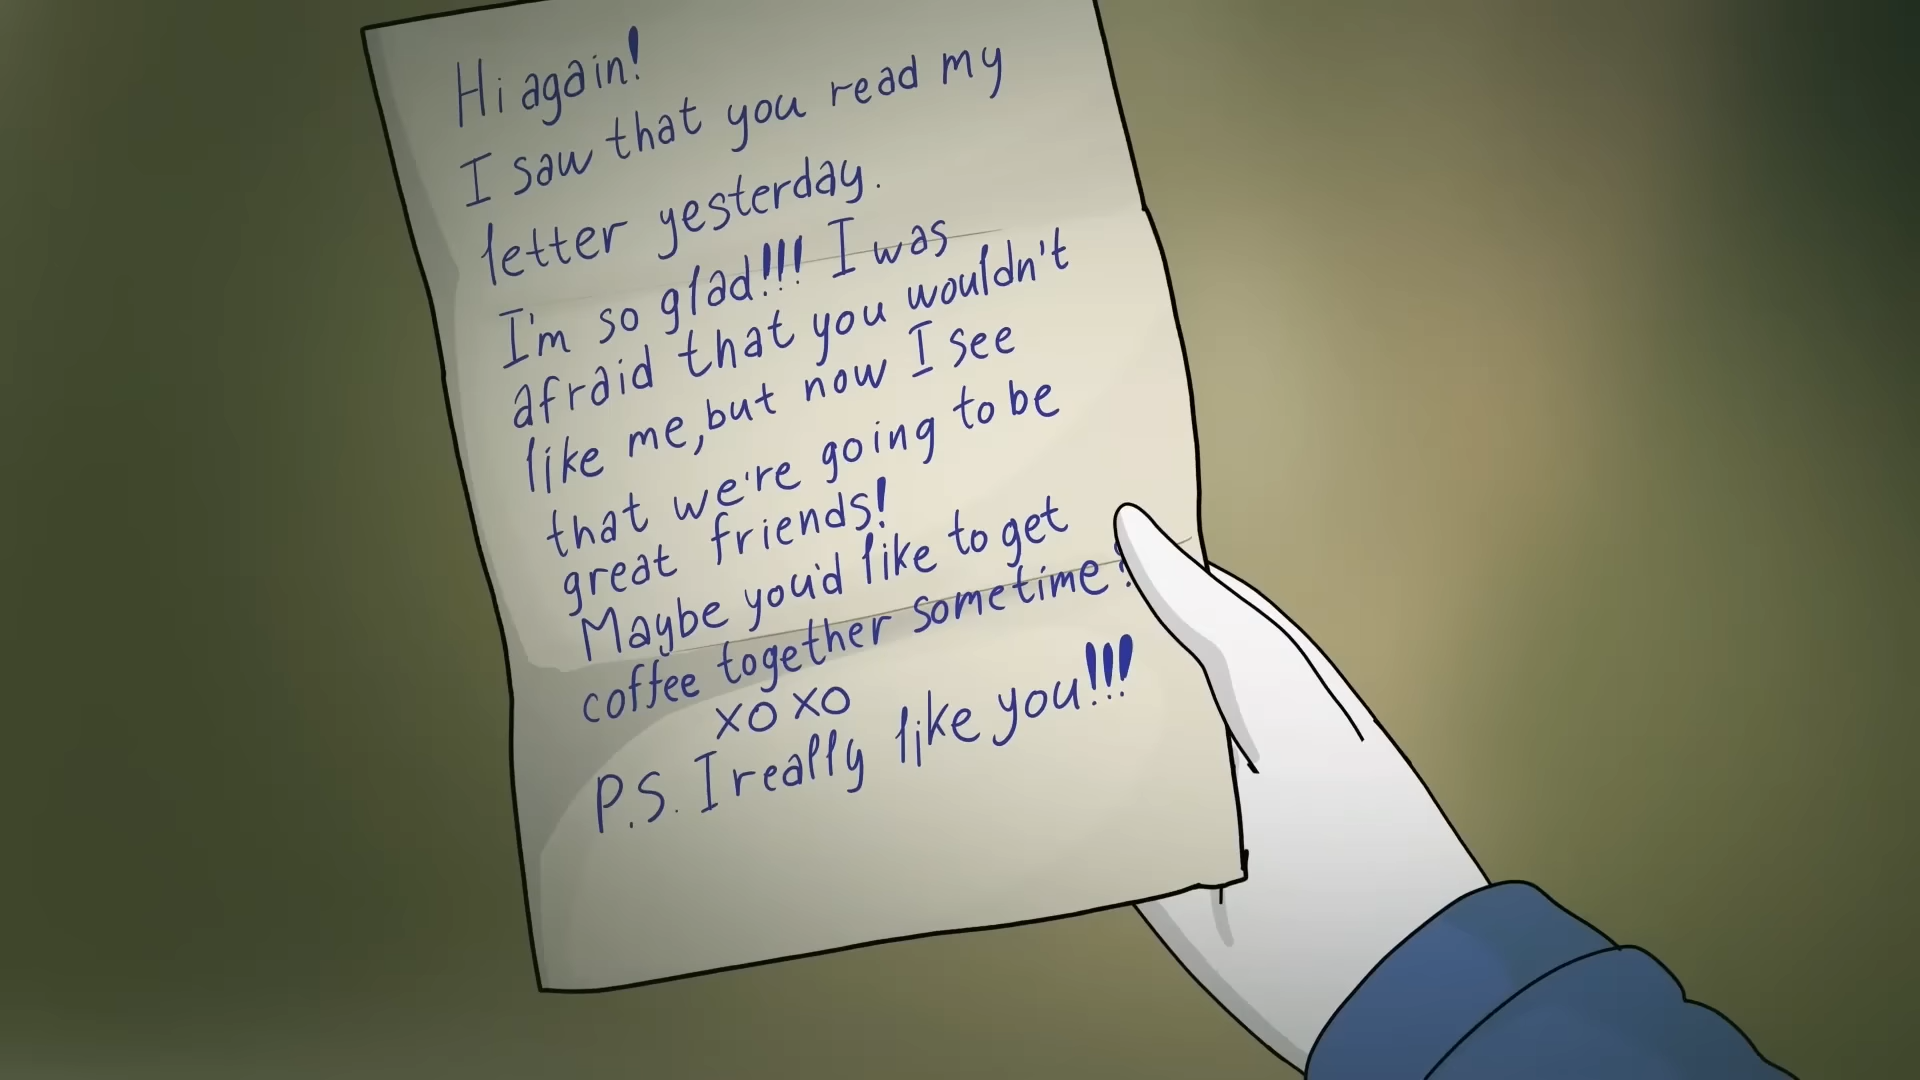 Hi again!
I saw that you read my
letter yesterday.
I'm so glad!!! I was
afraid that you wouldn't
like me, but now I see
that we're going to be
great friends!
Maybe you'd like to get
coffee together sometime?
XO XO
P.S. I really like you!!!